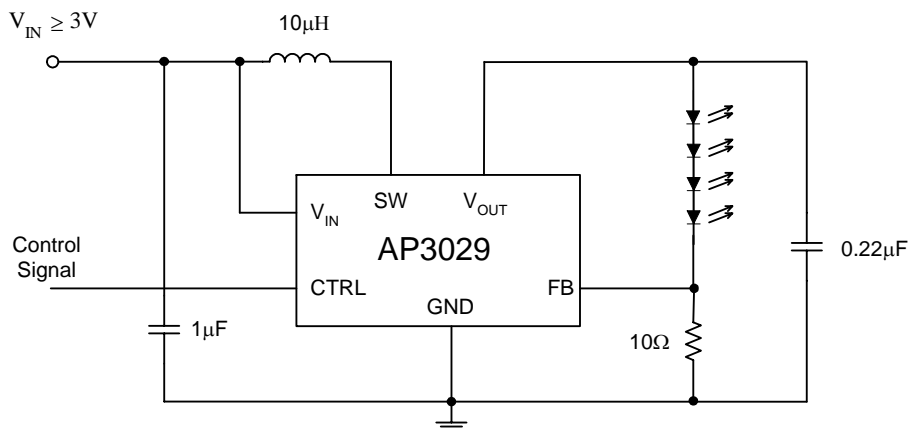 V_IN ≥ 3V
10μH
SW
V_OUT
V_IN
AP3029
Control
Signal
CTRL
FB
GND
0.22μF
1μF
10Ω